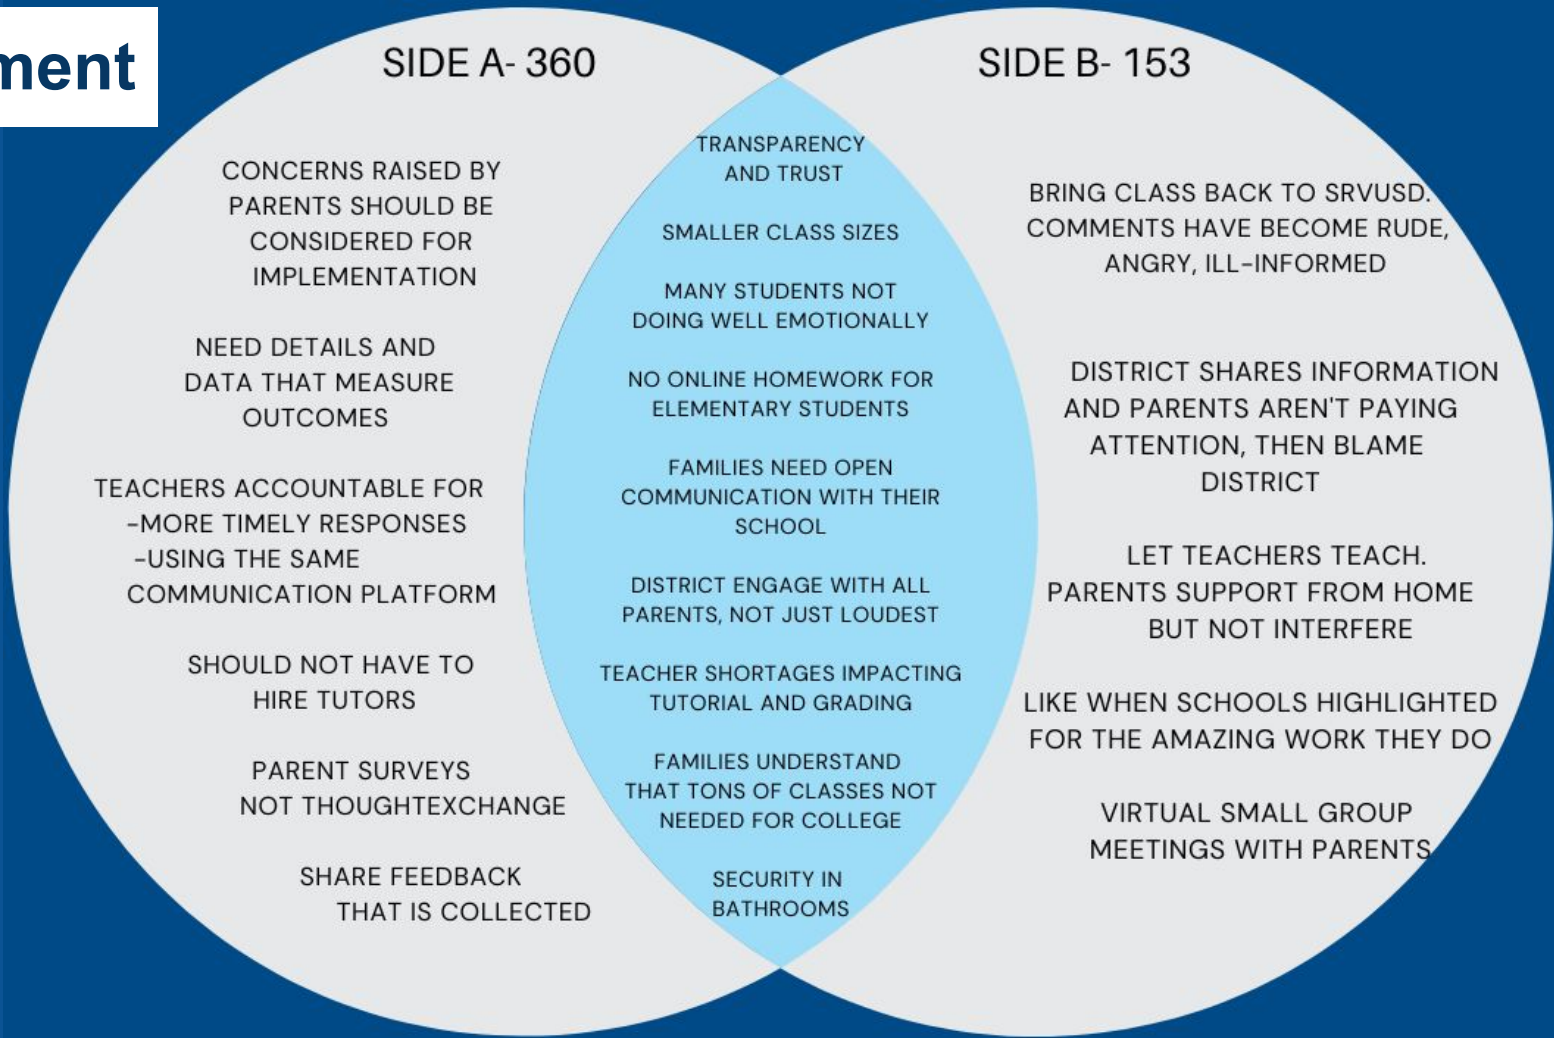 ment
SIDE A- 360
CONCERNS RAISED BY
PARENTS SHOULD BE
CONSIDERED FOR
IMPLEMENTATION
NEED DETAILS AND
DATA THAT MEASURE
OUTCOMES
TEACHERS ACCOUNTABLE FOR
-MORE TIMELY RESPONSES
-USING THE SAME
COMMUNICATION PLATFORM
SHOULD NOT HAVE TO
HIRE TUTORS
PARENT SURVEYS
NOT THOUGHTEXCHANGE
SHARE FEEDBACK
THAT IS COLLECTED
TRANSPARENCY
AND TRUST
SMALLER CLASS SIZES
MANY STUDENTS NOT
DOING WELL EMOTIONALLY
NO ONLINE HOMEWORK FOR
ELEMENTARY STUDENTS
FAMILIES NEED OPEN
COMMUNICATION WITH THEIR
SCHOOL
DISTRICT ENGAGE WITH ALL
PARENTS, NOT JUST LOUDEST
TEACHER SHORTAGES IMPACTING
TUTORIAL AND GRADING
FAMILIES UNDERSTAND
THAT TONS OF CLASSES NOT
NEEDED FOR COLLEGE
SECURITY IN
BATHROOMS
SIDE B- 153
BRING CLASS BACK TO SRVUSD.
COMMENTS HAVE BECOME RUDE,
ANGRY, ILL-INFORMED
DISTRICT SHARES INFORMATION
AND PARENTS AREN'T PAYING
ATTENTION, THEN BLAME
DISTRICT
LET TEACHERS TEACH.
PARENTS SUPPORT FROM HOME
BUT NOT INTERFERE
LIKE WHEN SCHOOLS HIGHLIGHTED
FOR THE AMAZING WORK THEY DO
VIRTUAL SMALL GROUP
MEETINGS WITH PARENTS